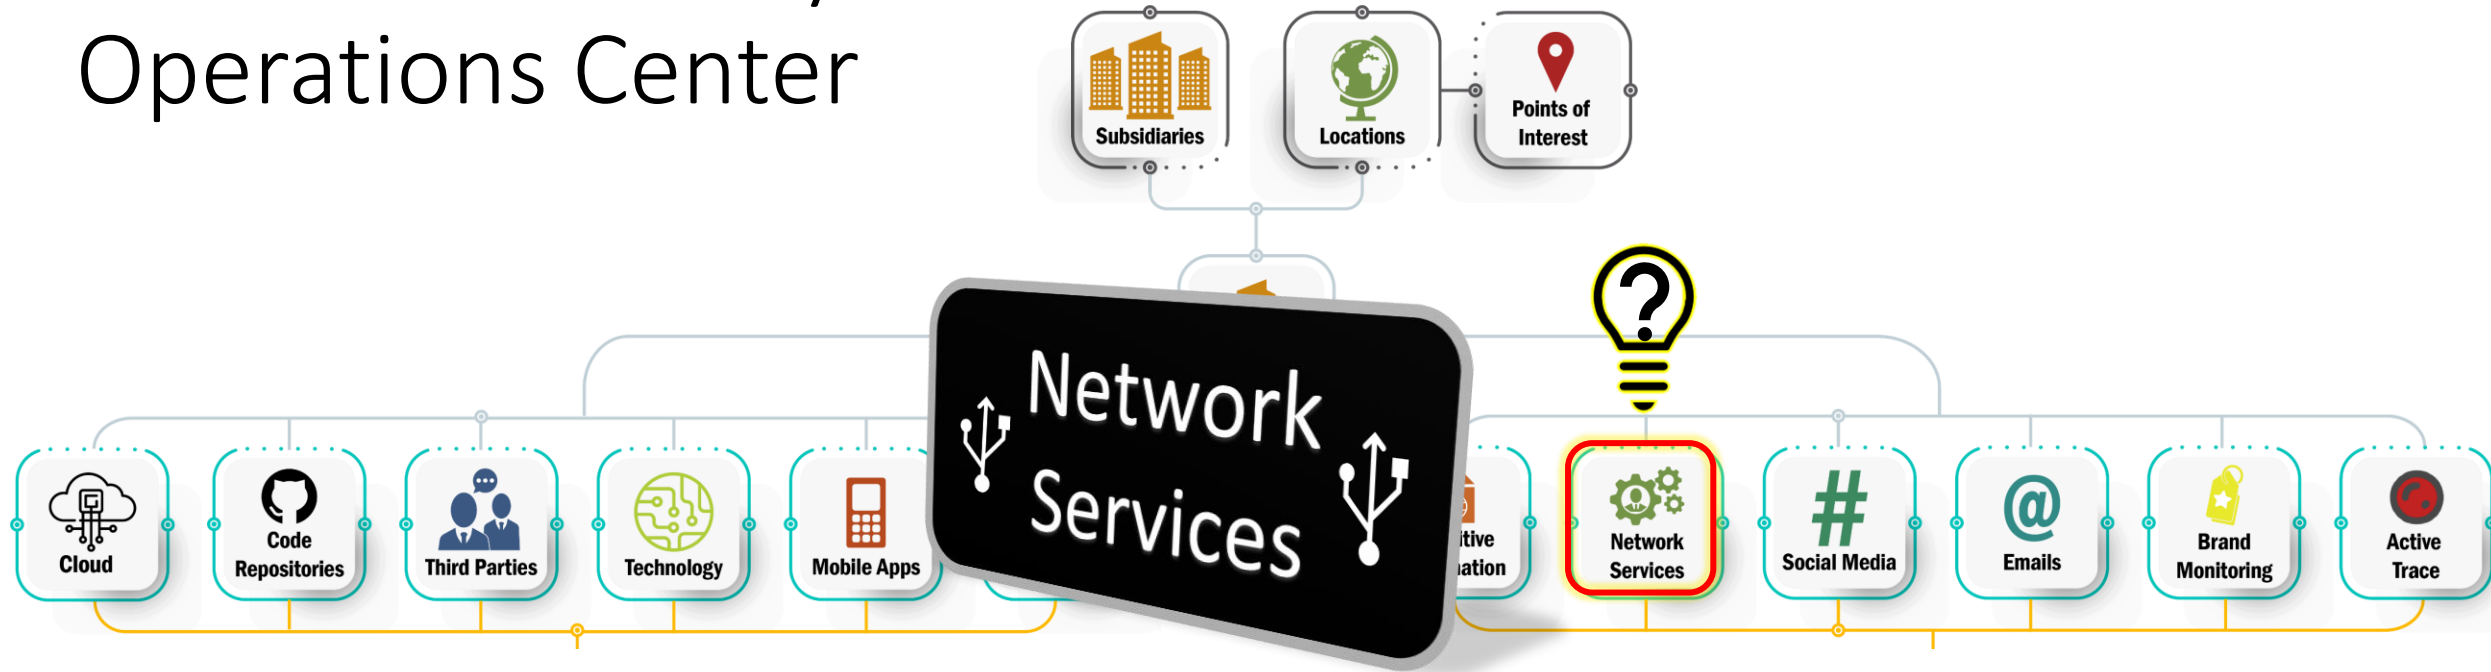 Operations Center
Subsidiaries
Locations
Points of
Interest
?
Network
Services
Cloud
Code
Repositories
Third Parties
Technology
Mobile Apps
Network
Services
#
Social Media
@
Emails
Brand
Monitoring
Active
Trace